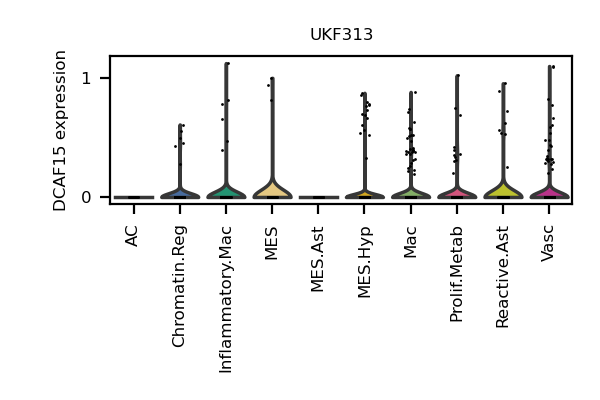 UKF313
DCAF15 expression
1
0
AC
Chromatin.Reg
Inflammatory.Mac
MES
MES.Ast
MES.Hyp
Mac
Prolif.Metab
Reactive.Ast
Vasc